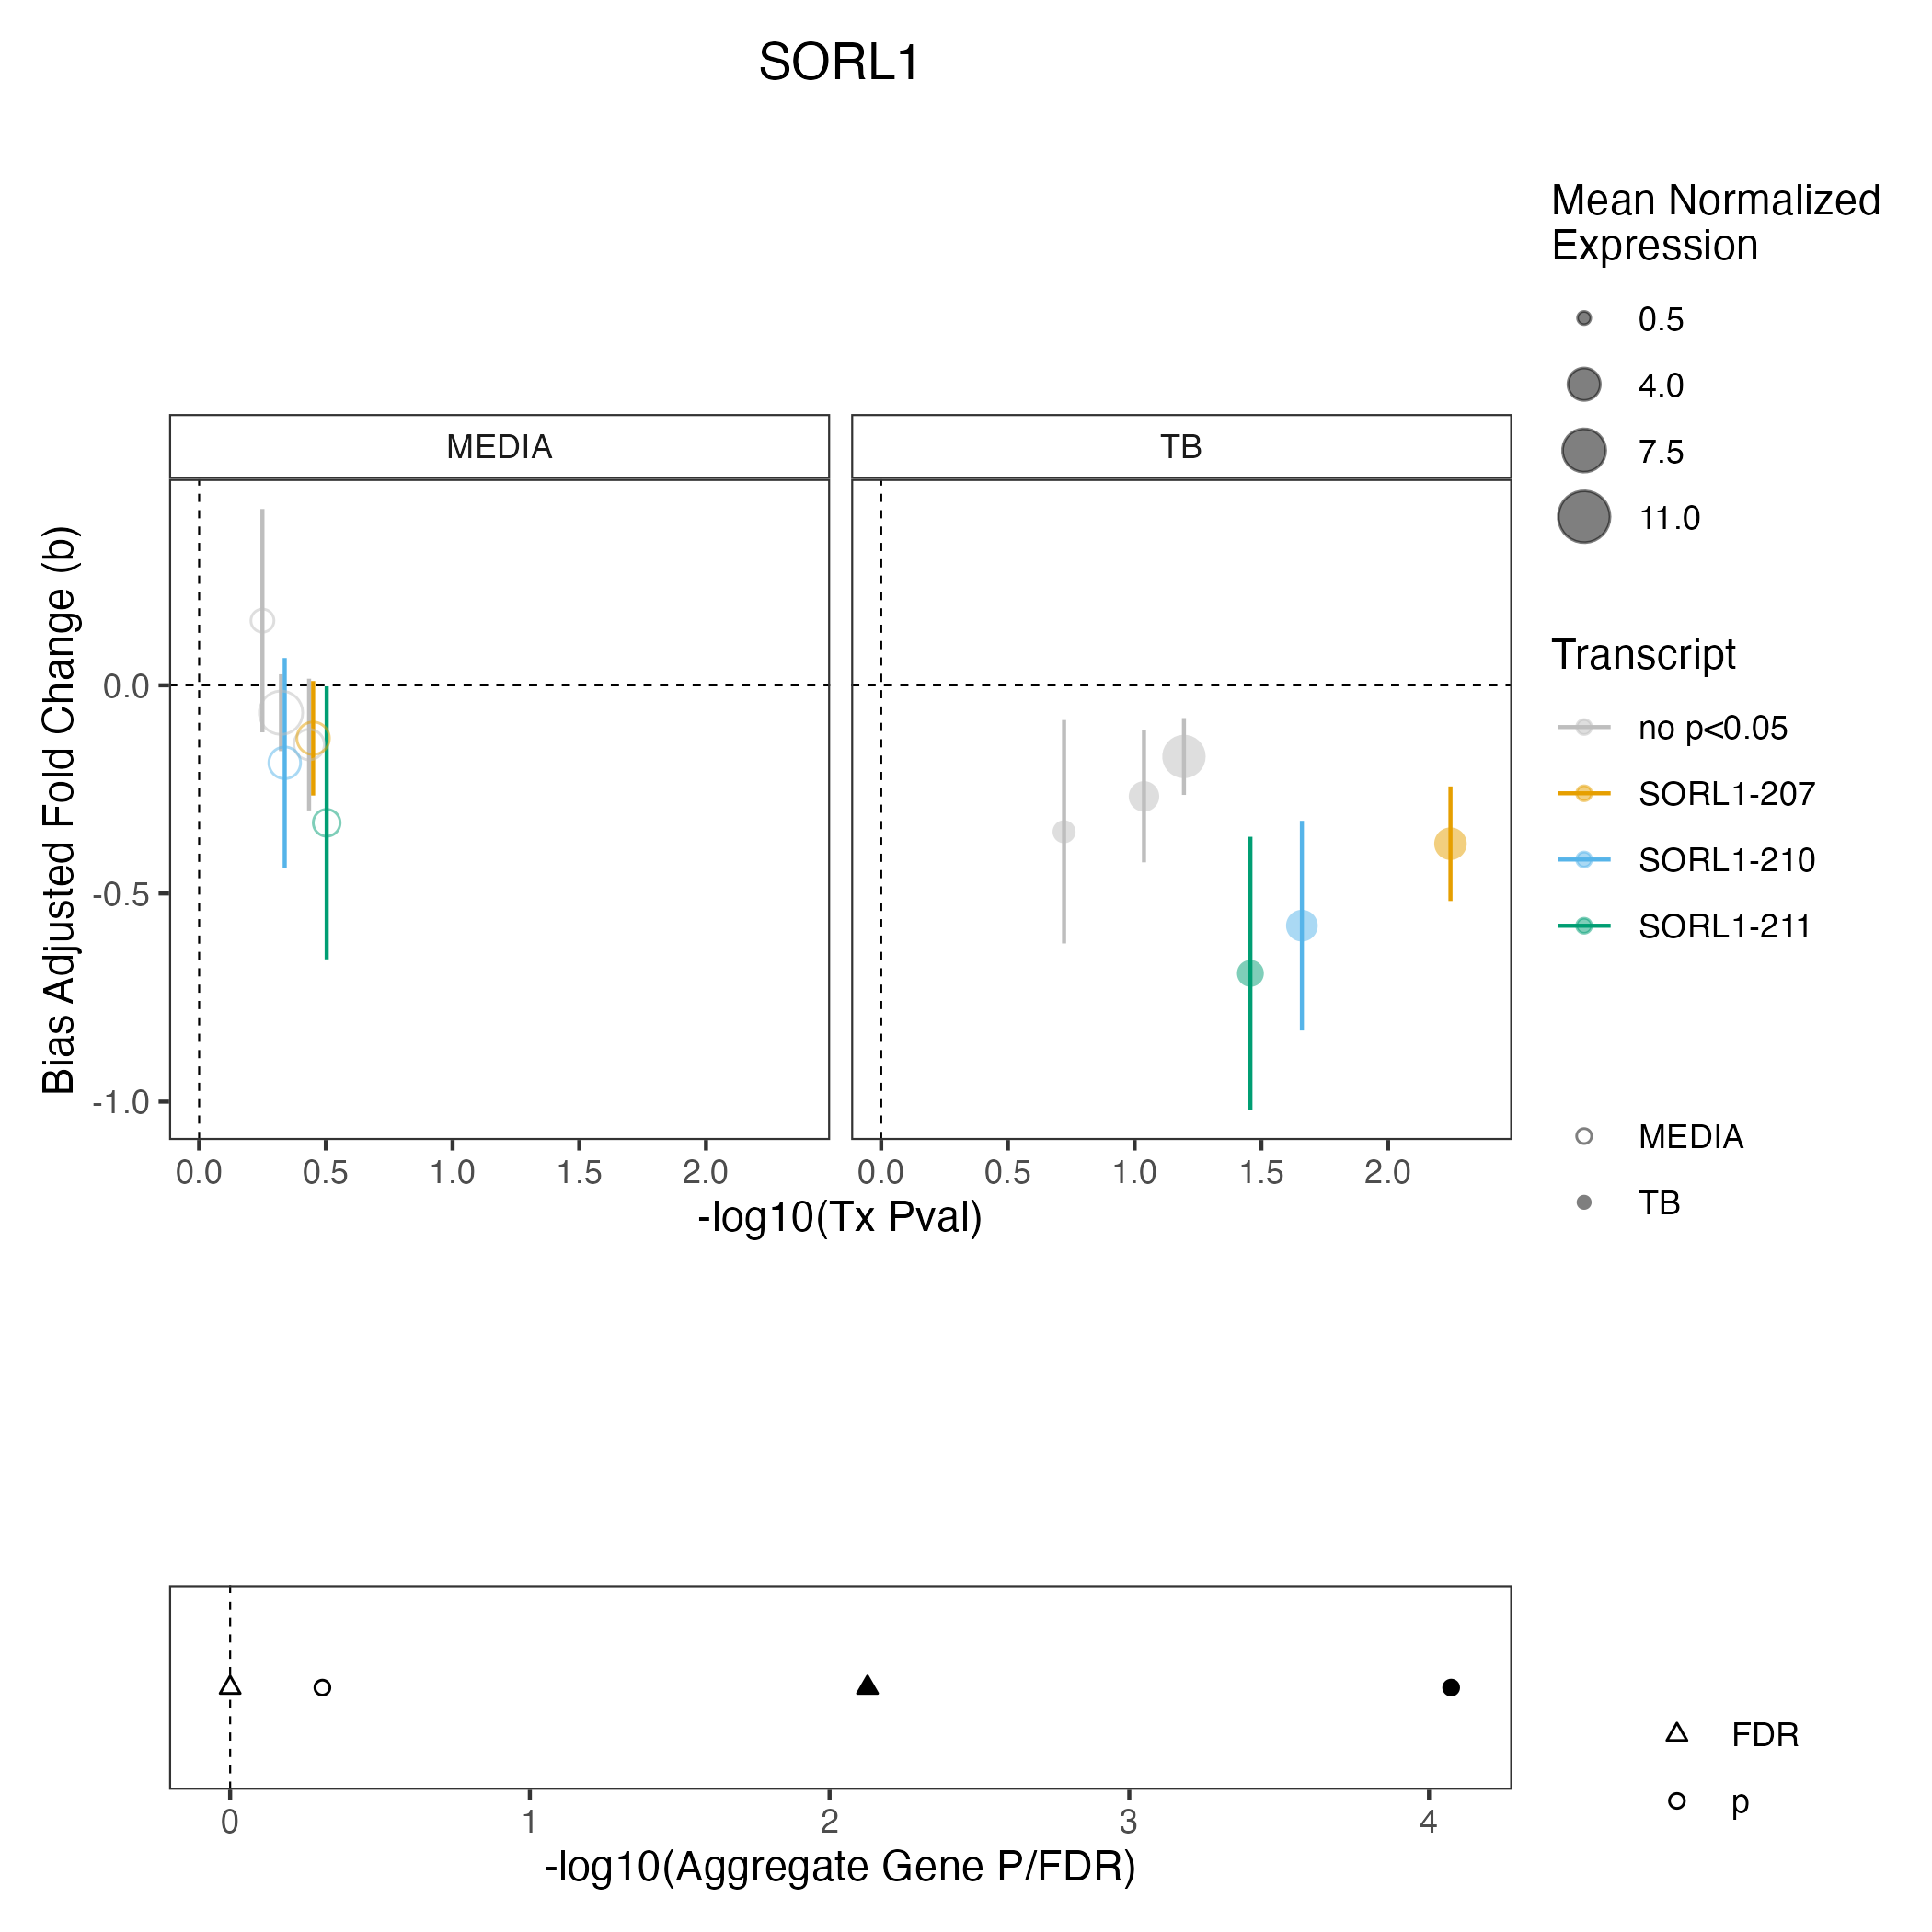 SORL1
Mean Normalized
Expression
0.5
4.0
7.5
11.0
MEDIA
TB
Bias Adjusted Fold Change (b)
0.0
-0.5
-1.0
0.0 0.5 1.0 1.5 2.0
0.0 0.5 1.0 1.5 2.0
-log10(Tx Pval)
Transcript
no p<0.05
SORL1-207
SORL1-210
SORL1-211
MEDIA
TB
0 1 2 3 4
-log10(Aggregate Gene P/FDR)
FDR
p